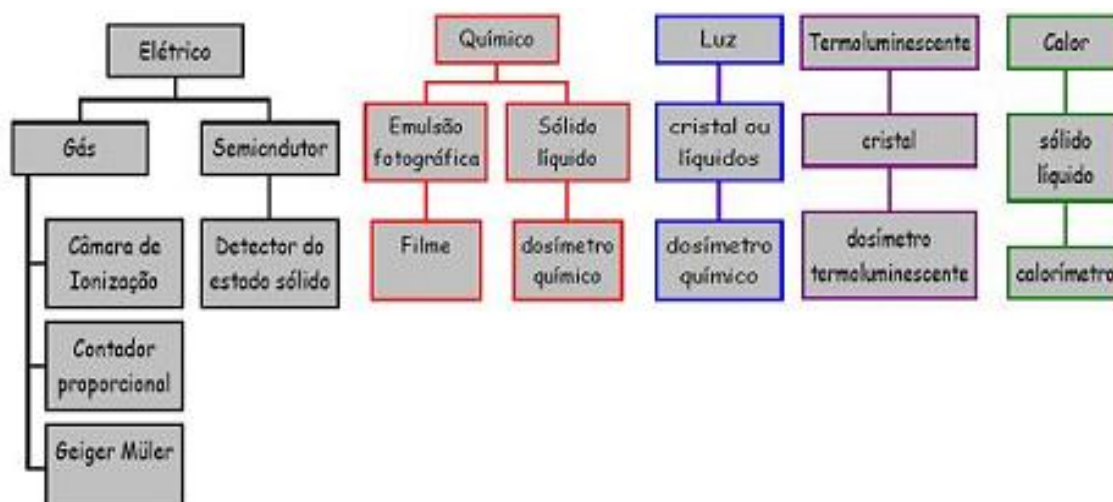 Elétrico
Gás
Semiondutor
Câmara de
Ionização
Contador
proporcional
Geiger Müler
Detector do
estado sólido
Químico
Emulsão
fotográfica
Filme
Sólido
líquido
dosímetro
químico
Luz
cristal ou
líquidos
dosímetro
químico
Termoluminescente
cristal
dosímetro
termoluminescente
Calor
sólido
líquido
calorímetro